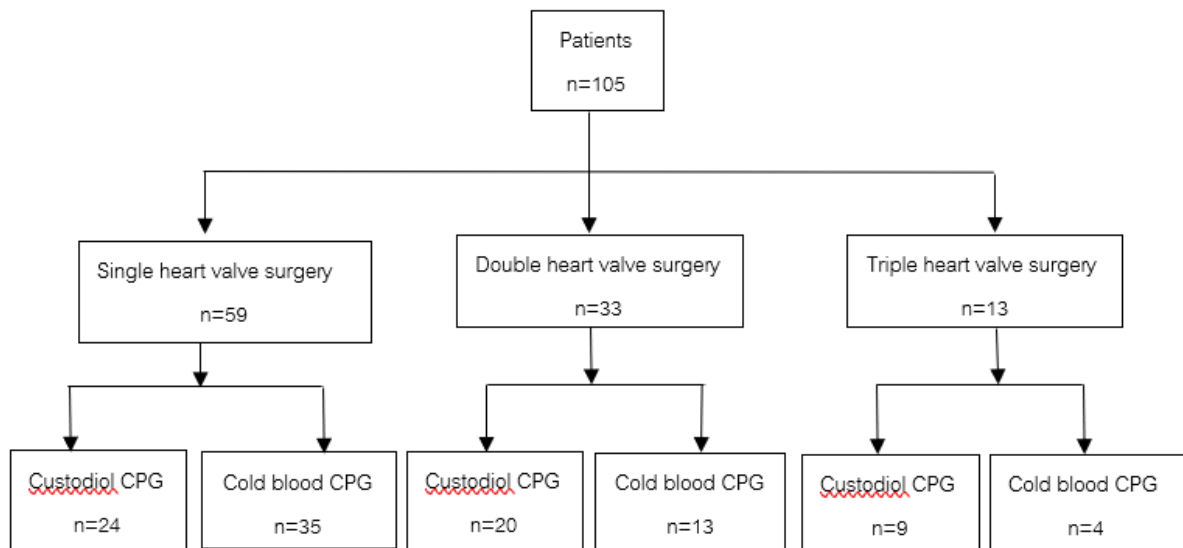 Patients
n=105
Single heart valve surgery
n=59
Double heart valve surgery
n=33
Triple heart valve surgery
n=13
Custodiol CPG
n=24
Cold blood CPG
n=35
Custodiol CPG
n=20
Cold blood CPG
n=13
Custodiol CPG
n=9
Cold blood CPG
n=4